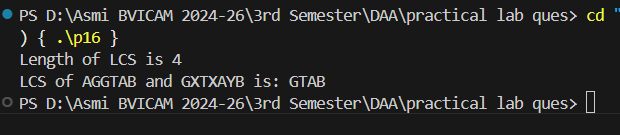 PS D:\Asmi BVICAM 2024-26\3rd Semester\DAA\practical lab ques> cd "
) { .\p16 }
Length of LCS is 4
LCS of AGGTAB and GXTXAYB is: GTAB
PS D:\Asmi BVICAM 2024-26\3rd Semester\DAA\practical lab ques>